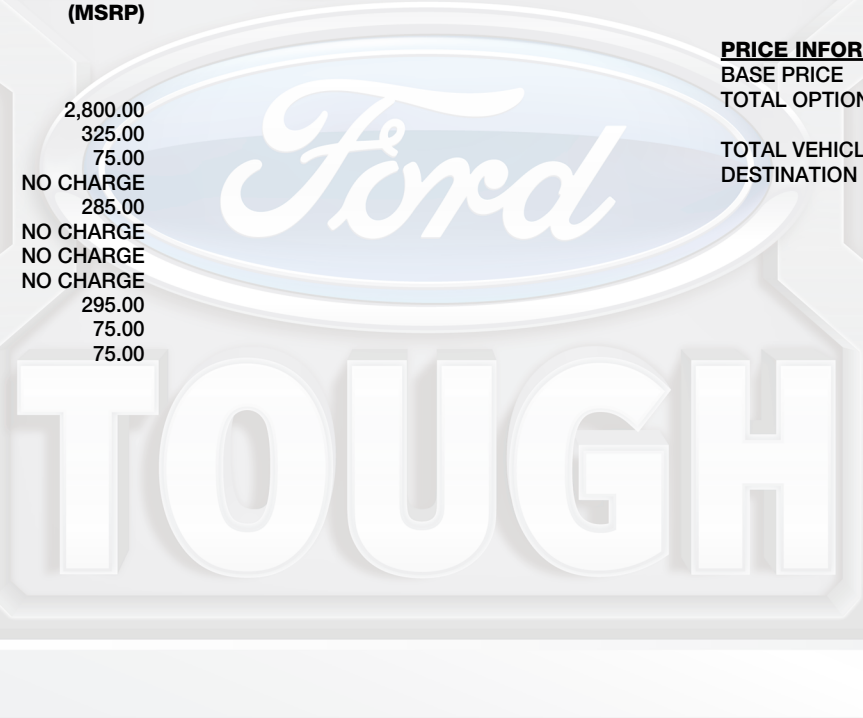 (MSRP)
2,800.00
325.00
75.00
NO CHARGE
285.00
NO CHARGE
NO CHARGE
NO CHARGE
295.00
75.00
75.00
PRICE INFOR
BASE PRICE
TOTAL OPTION
TOTAL VEHICL
DESTINATION
Ford
TOUGH